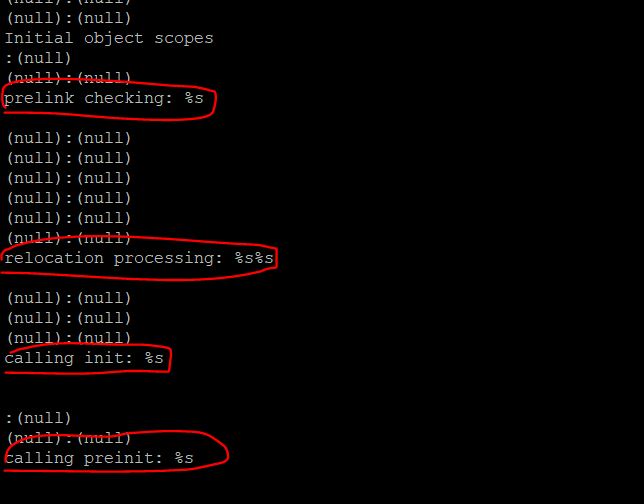 (null):(null)
(null):(null)
Initial object scopes
:(null)
(null):(null)
prelink checking: %s
(null):(null)
(null):(null)
(null):(null)
(null):(null)
(null):(null)
(null):(null)
relocation processing: %s%s
(null):(null)
(null):(null)
(null):(null)
calling init: %s
:(null)
(null):(null)
calling preinit: %s